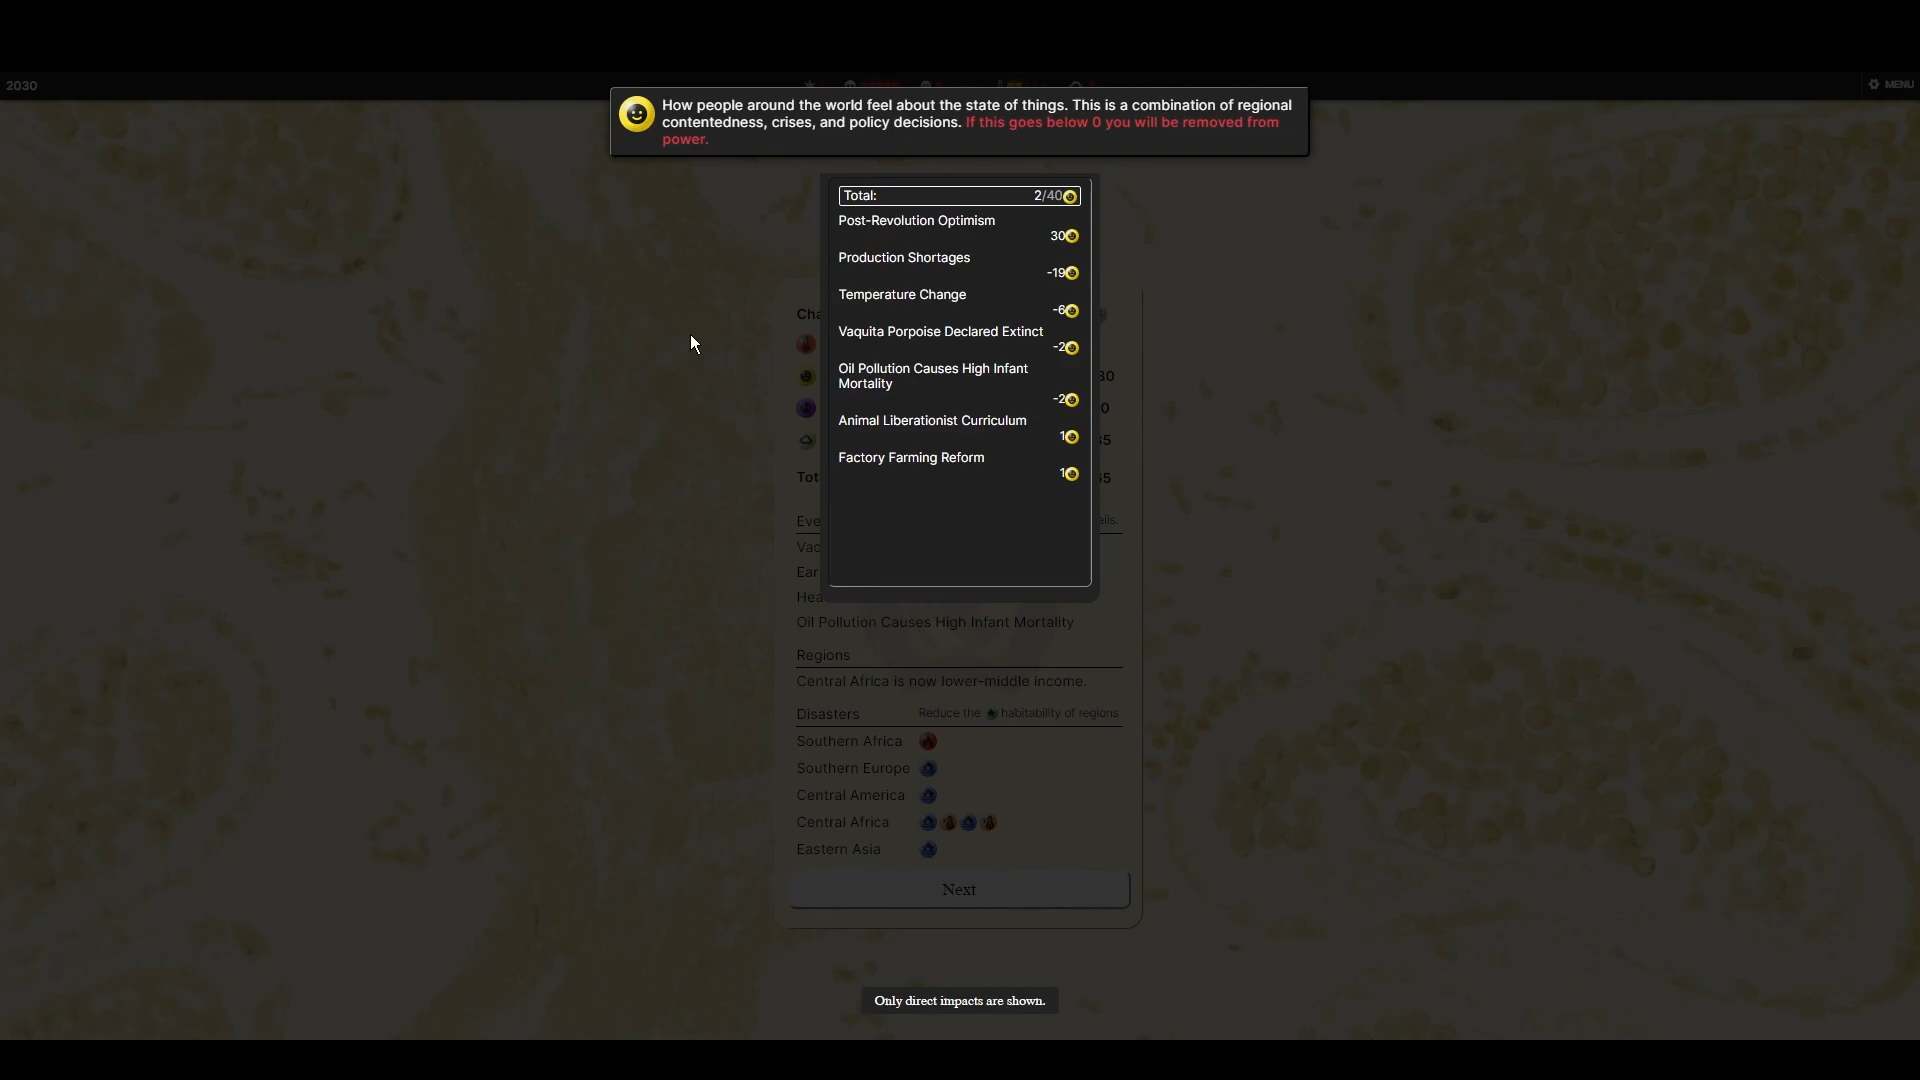 2030
MENU
How people around the world feel about the state of things. This is a combination of regional
contentedness, crises, and policy decisions. If this goes below 0 you will be removed from
power.
Total: 2/40
Post-Revolution Optimism
30
Production Shortages
-19
Temperature Change
-6
Vaquita Porpoise Declared Extinct
-2
Oil Pollution Causes High Infant
Mortality
-2
Animal Liberationist Curriculum
1
Factory Farming Reform
1
Oil Pollution Causes High Infant Mortality
Regions
Central Africa is now lower-middle income.
Disasters Reduce the habitability of regions
Southern Africa
Southern Europe
Central America
Central Africa
Eastern Asia
Next
Only direct impacts are shown.